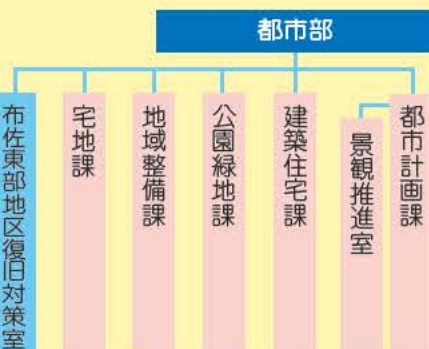 都市部
都市計画課
景観推進室
建築住宅課
公園緑地課
地域整備課
宅地課
布佐東部地区復旧対策室